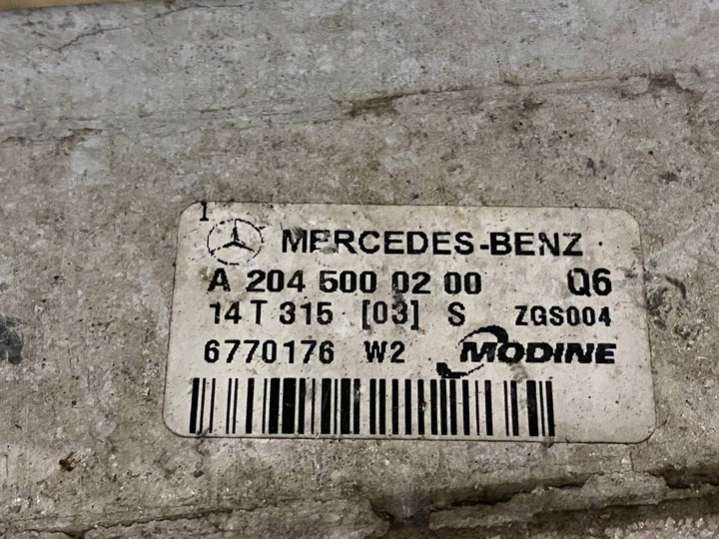 1
MERCEDES-BENZ
A 204 500 02 00 Q6
14 T 315 [03] S ZGS004
6770176 W2 MODINE